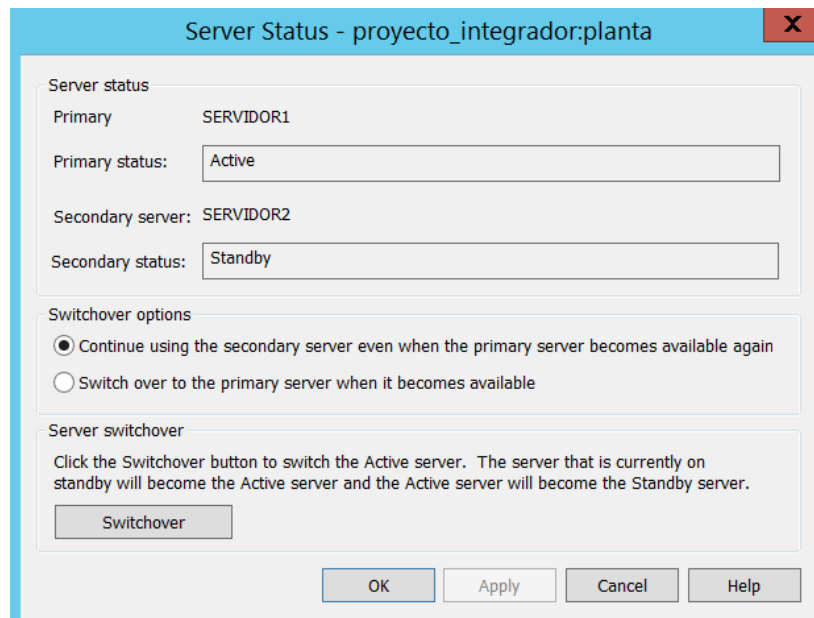 Server Status - proyecto_integrador:planta
X
Server status
Primary SERVIDOR1
Primary status: Active
Secondary server: SERVIDOR2
Secondary status: Standby
Switchover options
Continue using the secondary server even when the primary server becomes available again
Switch over to the primary server when it becomes available
Server switchover
Click the Switchover button to switch the Active server. The server that is currently on
standby will become the Active server and the Active server will become the Standby server.
Switchover
OK Apply Cancel Help